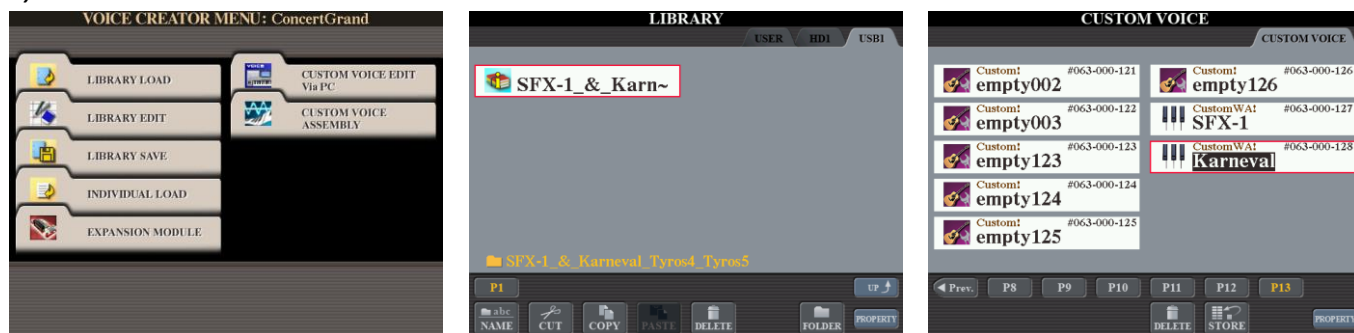 VOICE CREATOR MENU: ConcertGrand
LIBRARY LOAD
LIBRARY EDIT
LIBRARY SAVE
INDIVIDUAL LOAD
EXPANSION MODULE
CUSTOM VOICE EDIT
Via PC
CUSTOM VOICE
ASSEMBLY
LIBRARY
USER HD1 USB1
SFX-1_&_Karn~
SFX-1_&_Karneval_Tyros4_Tyros5
P1 UP
abc
NAME CUT COPY PASTE DELETE FOLDER PROPERTY
CUSTOM VOICE
CUSTOM VOICE
Custom! #063-000-121
empty002
Custom! #063-000-122
empty003
Custom! #063-000-123
empty123
Custom! #063-000-124
empty124
Custom! #063-000-125
empty125
Custom! #063-000-126
empty126
CustomWA! #063-000-127
SFX-1
CustomWA! #063-000-128
Karneval
Prev. P8 P9 P10 P11 P12 P13
DELETE STORE PROPERTY